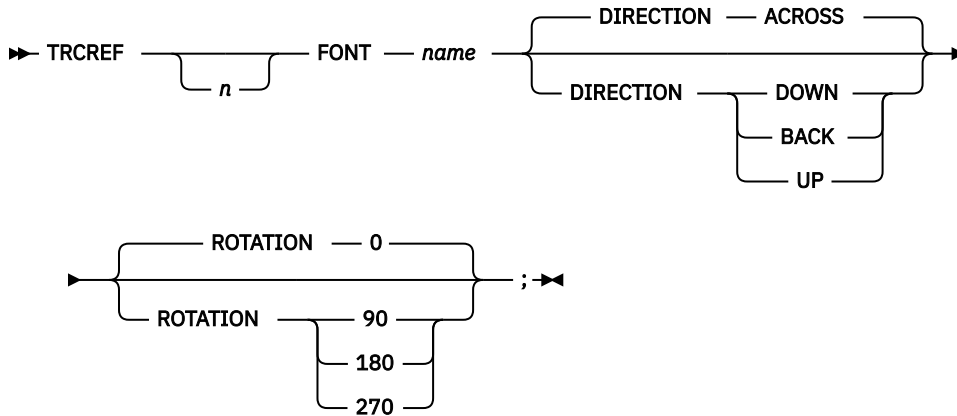 DIRECTION ACROSS
TRCREF n FONT name
DIRECTION DOWN
BACK
UP
ROTATION 0
;
ROTATION 90
180
270